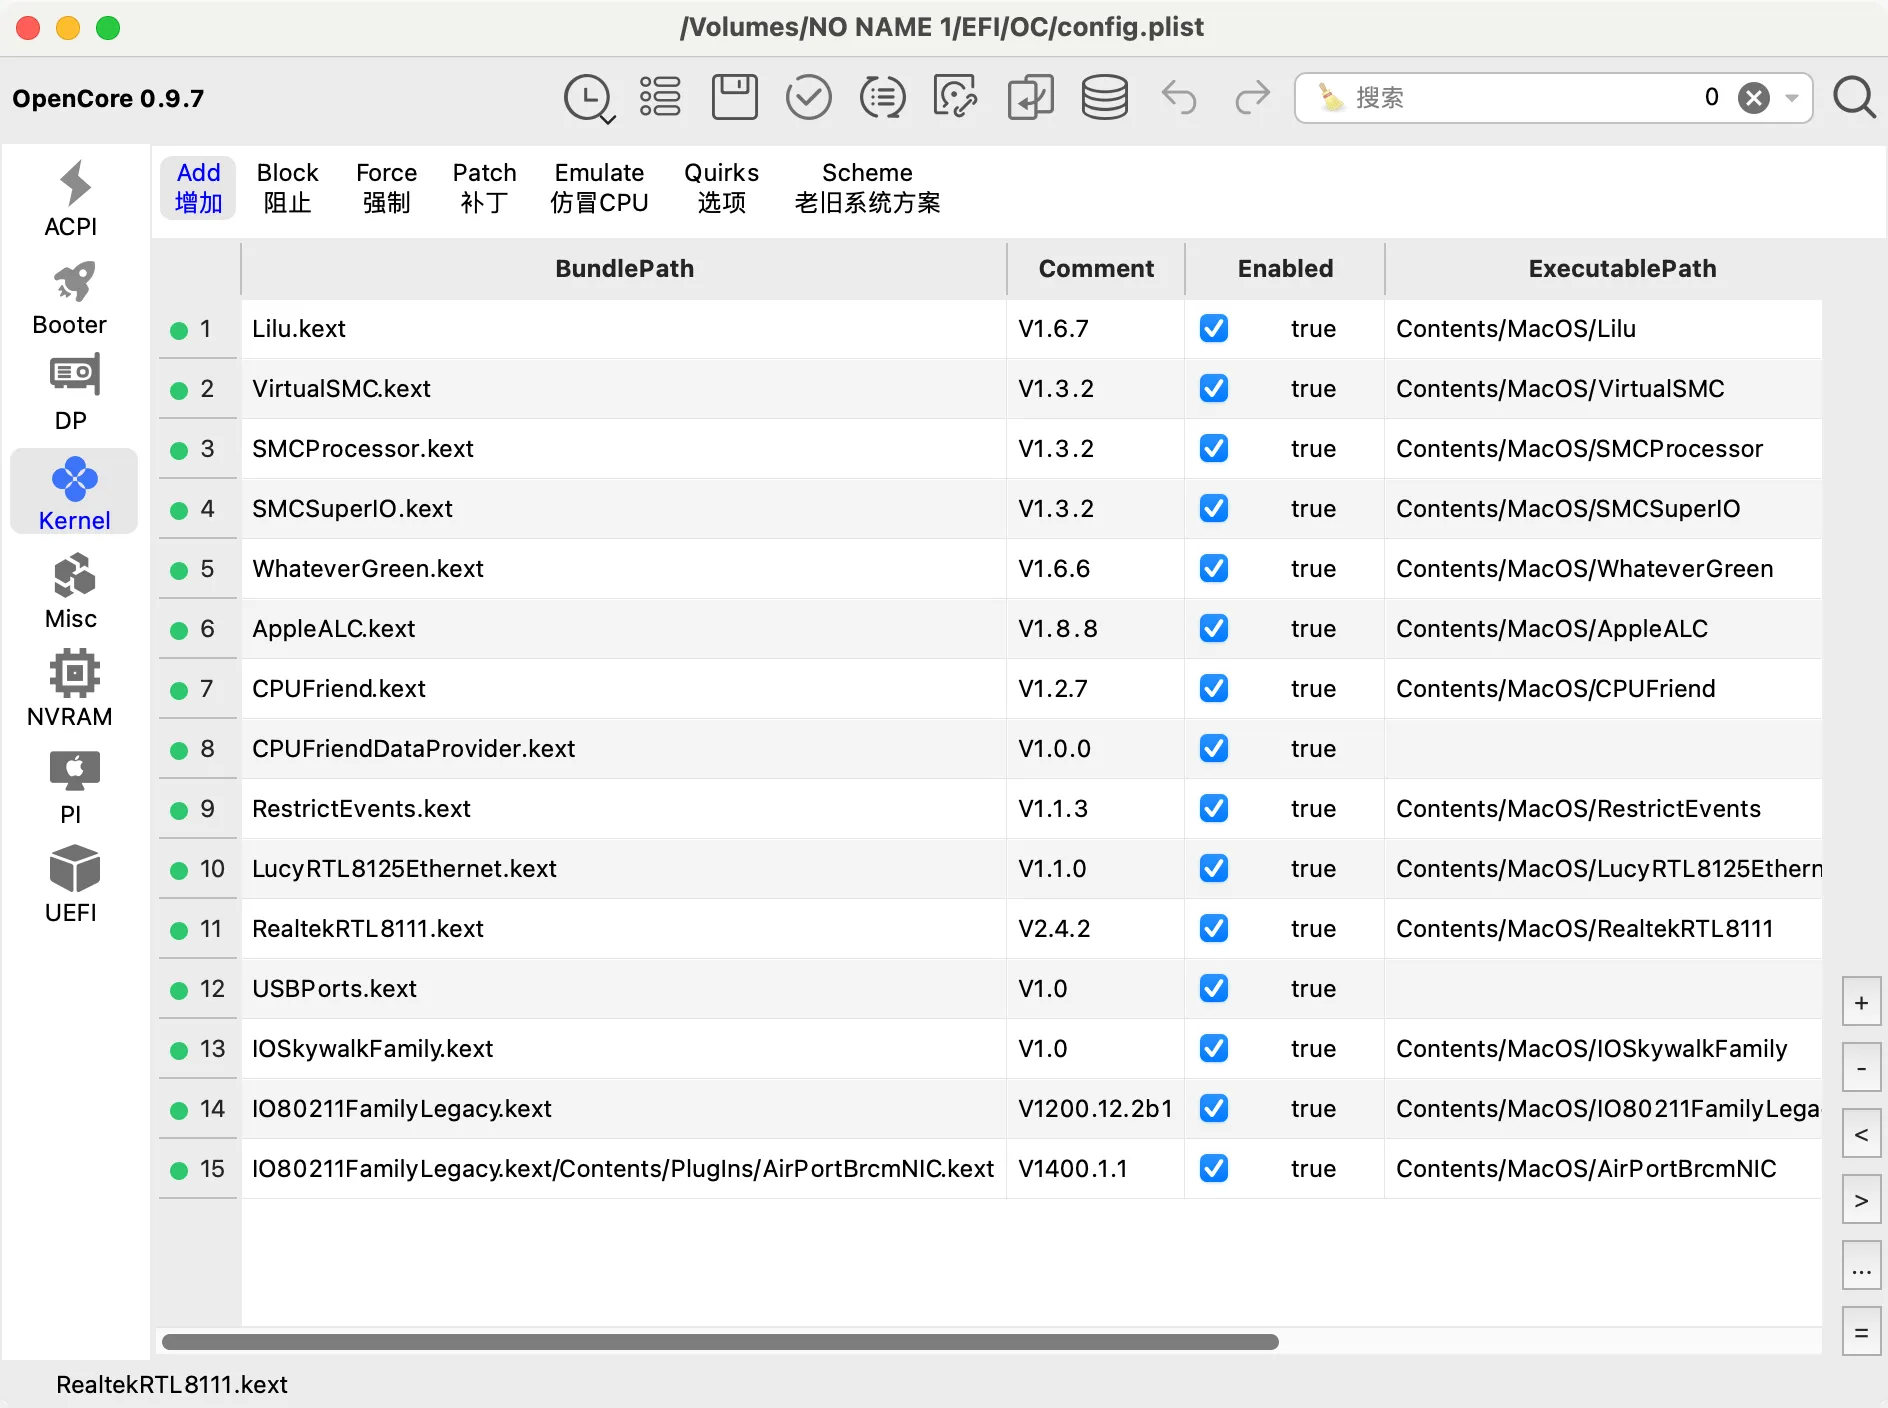 /Volumes/NO NAME 1/EFI/OC/config.plist
OpenCore 0.9.7
搜索 0
ACPI
Booter
DP
Kernel
Misc
NVRAM
PI
UEFI
Add Block Force Patch Emulate Quirks Scheme
增加 阻止 强制 补丁 仿冒CPU 选项 老旧系统方案
BundlePath Comment Enabled ExecutablePath
1 Lilu.kext V1.6.7 true Contents/MacOS/Lilu
2 VirtualSMC.kext V1.3.2 true Contents/MacOS/VirtualSMC
3 SMCProcessor.kext V1.3.2 true Contents/MacOS/SMCProcessor
4 SMCSuperIO.kext V1.3.2 true Contents/MacOS/SMCSuperIO
5 WhateverGreen.kext V1.6.6 true Contents/MacOS/WhateverGreen
6 AppleALC.kext V1.8.8 true Contents/MacOS/AppleALC
7 CPUFriend.kext V1.2.7 true Contents/MacOS/CPUFriend
8 CPUFriendDataProvider.kext V1.0.0 true
9 RestrictEvents.kext V1.1.3 true Contents/MacOS/RestrictEvents
10 LucyRTL8125Ethernet.kext V1.1.0 true Contents/MacOS/LucyRTL8125Ethern
11 RealtekRTL8111.kext V2.4.2 true Contents/MacOS/RealtekRTL8111
12 USBPorts.kext V1.0 true
13 IOSkywalkFamily.kext V1.0 true Contents/MacOS/IOSkywalkFamily
14 IO80211FamilyLegacy.kext V1200.12.2b1 true Contents/MacOS/IO80211FamilyLega
15 IO80211FamilyLegacy.kext/Contents/PlugIns/AirPortBrcmNIC.kext V1400.1.1 true Contents/MacOS/AirPortBrcmNIC
+
-
<
>
...
=
RealtekRTL8111.kext